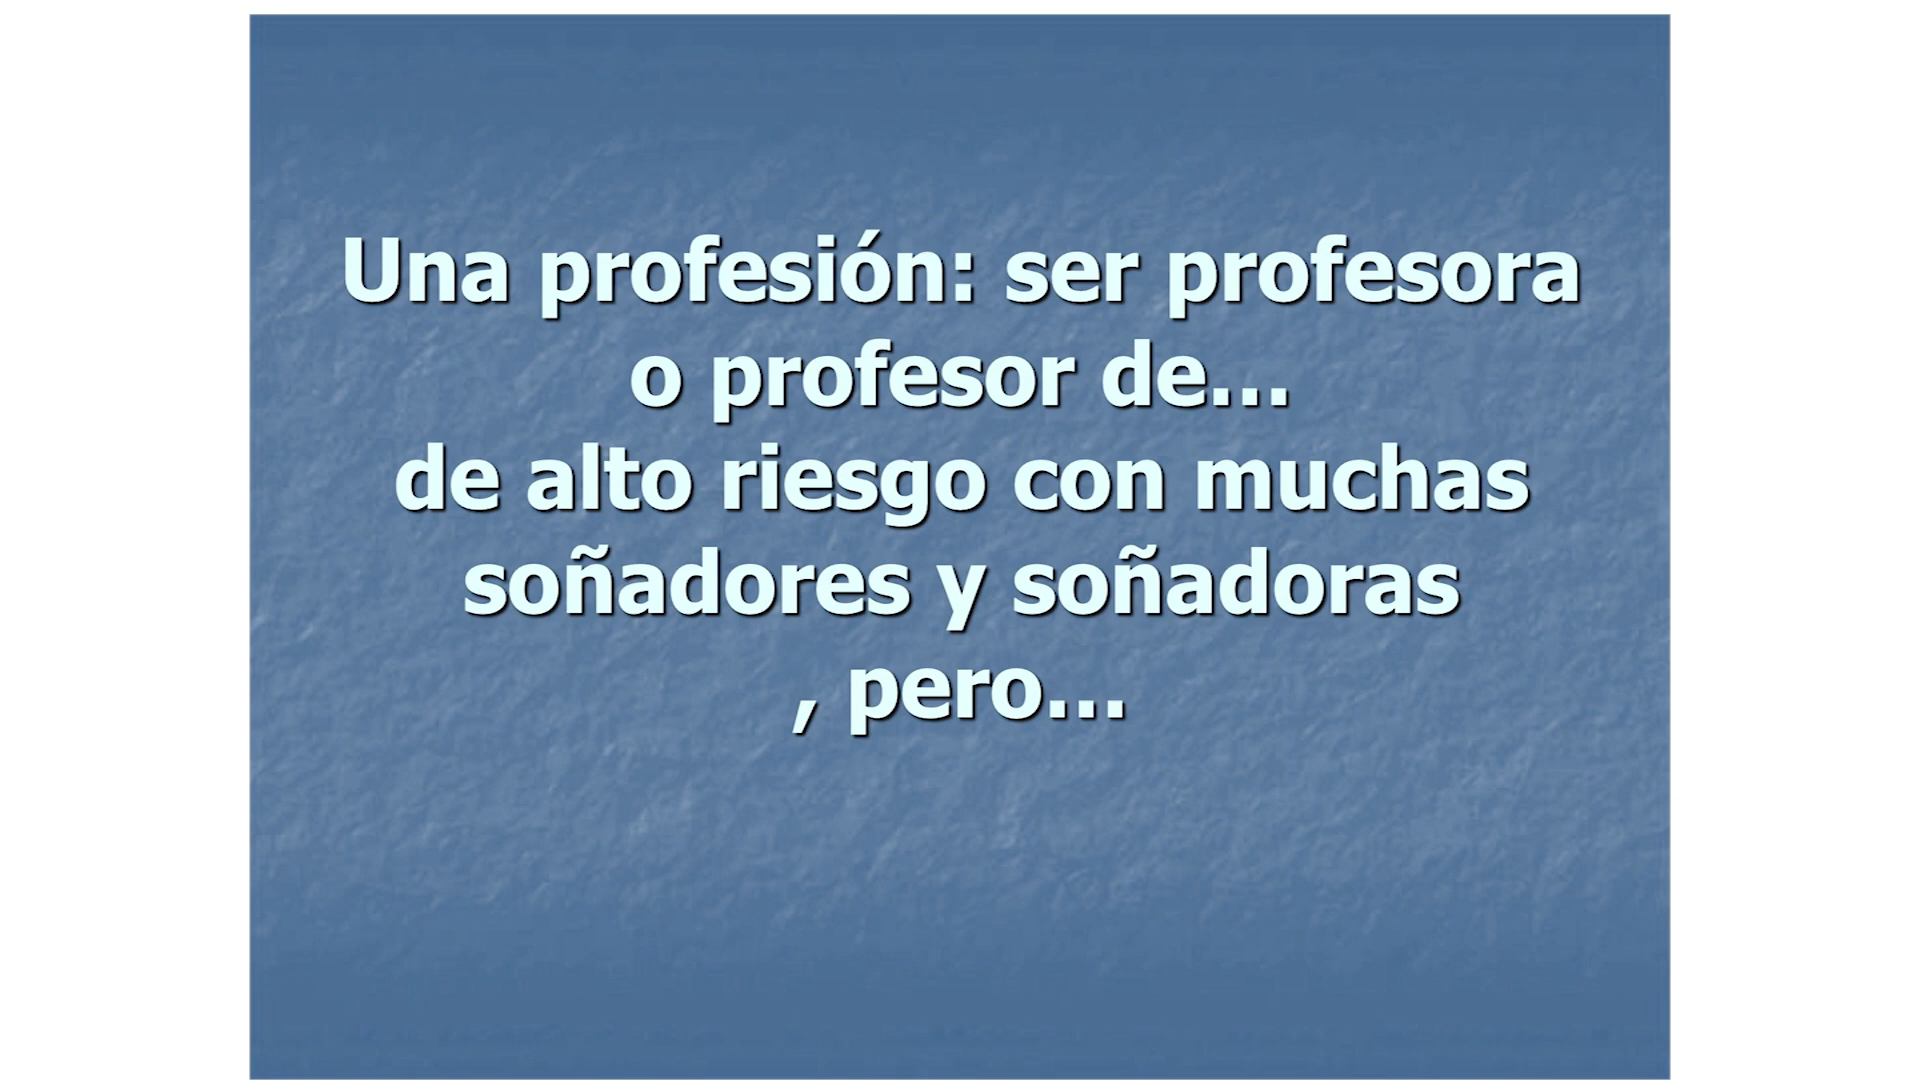 Una profesión: ser profesora
o profesor de...
de alto riesgo con muchas
soñadores y soñadoras
, pero...